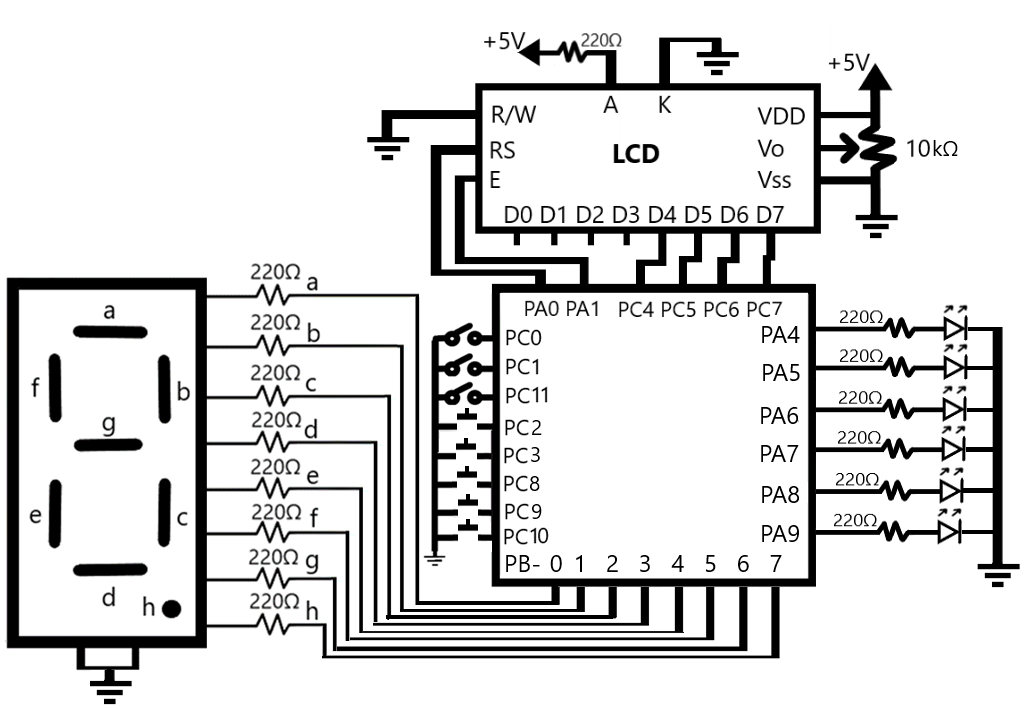 +5V 220Ω
+5V
R/W A K VDD
RS LCD Vo 10kΩ
E Vss
D0 D1 D2 D3 D4 D5 D6 D7
220Ω a
220Ω b
220Ω c
220Ω d
220Ω e
220Ω f
220Ω g
220Ω h
a
f b
g
e c
d h
PA0 PA1 PC4 PC5 PC6 PC7
PC0
PC1
PC11
PC2
PC3
PC8
PC9
PC10
PB- 0 1 2 3 4 5 6 7
PA4 220Ω
PA5 220Ω
PA6 220Ω
PA7 220Ω
PA8 220Ω
PA9 220Ω